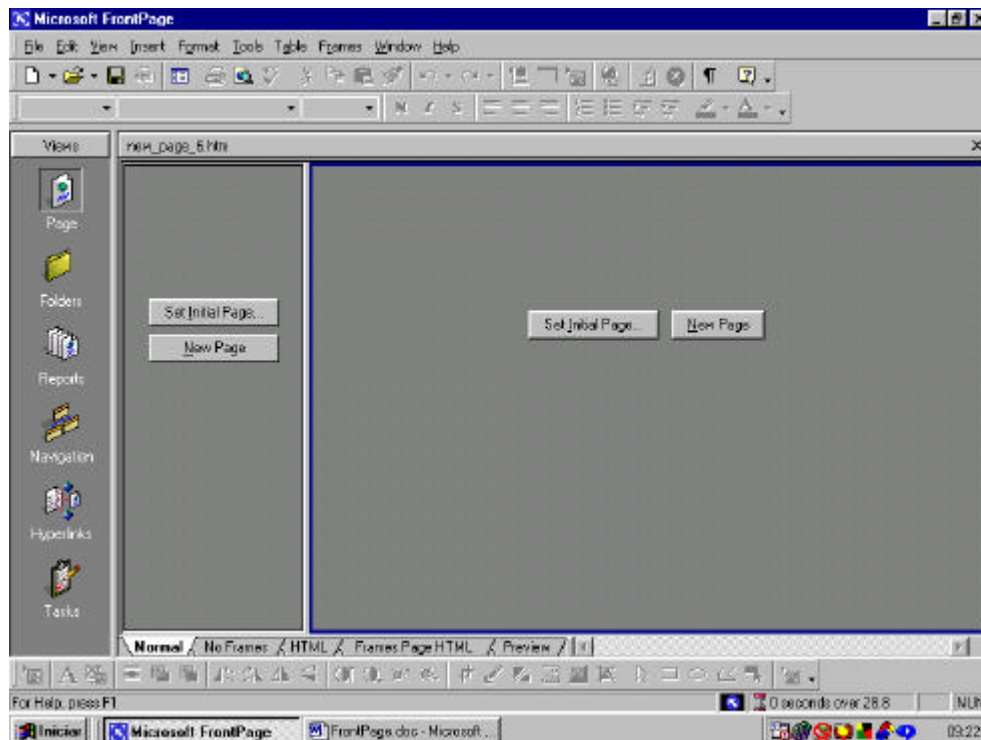 Microsoft FrontPage
File Edit View Insert Format Tools Table Frames Window Help
N I S
Views
new_page_6.htm
Page
Folders
Reports
Navigation
Hyperlinks
Tasks
Set Initial Page...
New Page
Set Initial Page...
New Page
Normal No Frames HTML Frames Page HTML Preview
For Help, press F1
0 seconds over 28.8
NUM
Iniciar
Microsoft FrontPage
FrontPage.doc - Microsoft ...
09:22